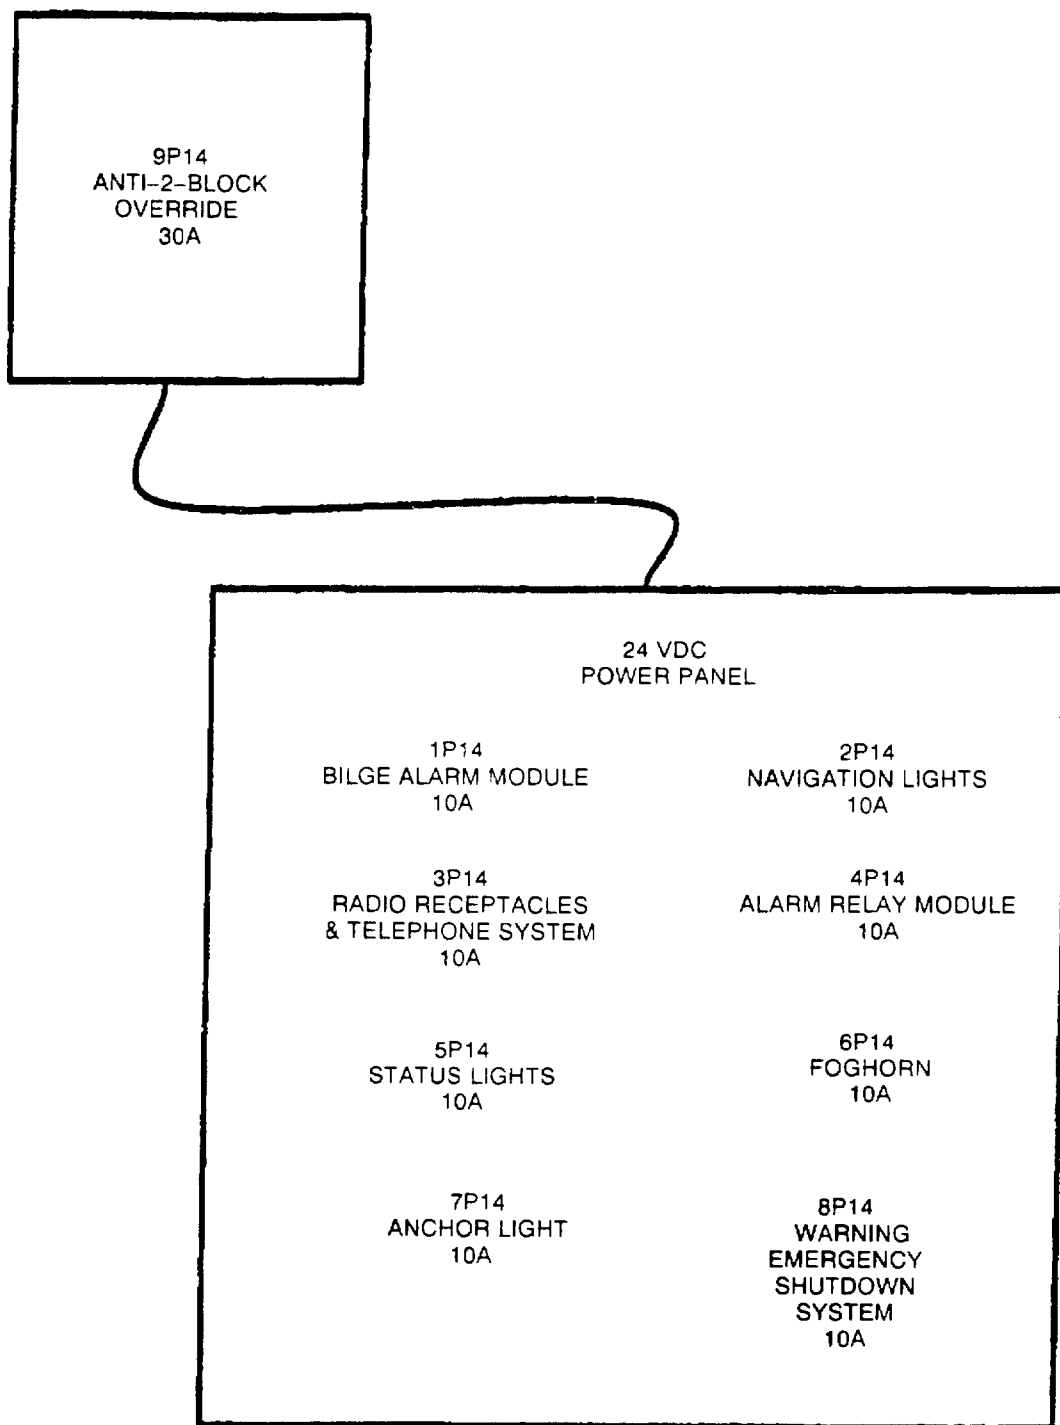 9P14
ANTI-2-BLOCK
OVERRIDE
30A
24 VDC
POWER PANEL
1P14
BILGE ALARM MODULE
10A
2P14
NAVIGATION LIGHTS
10A
3P14
RADIO RECEPTACLES
& TELEPHONE SYSTEM
10A
4P14
ALARM RELAY MODULE
10A
5P14
STATUS LIGHTS
10A
6P14
FOGHORN
10A
7P14
ANCHOR LIGHT
10A
8P14
WARNING
EMERGENCY
SHUTDOWN
SYSTEM
10A